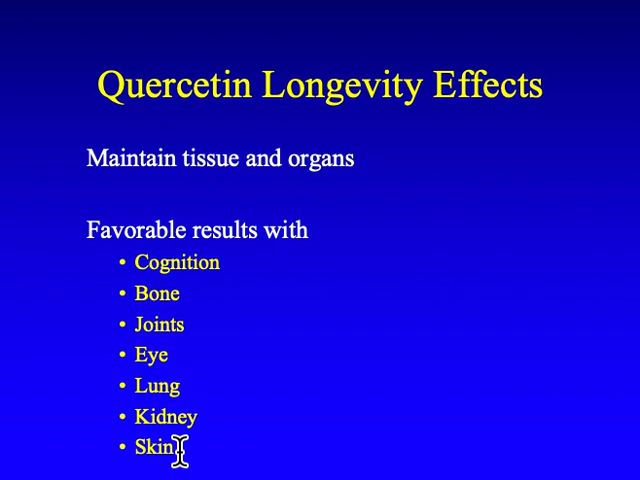 Quercetin Longevity Effects
Maintain tissue and organs
Favorable results with
• Cognition
• Bone
• Joints
• Eye
• Lung
• Kidney
• Skin